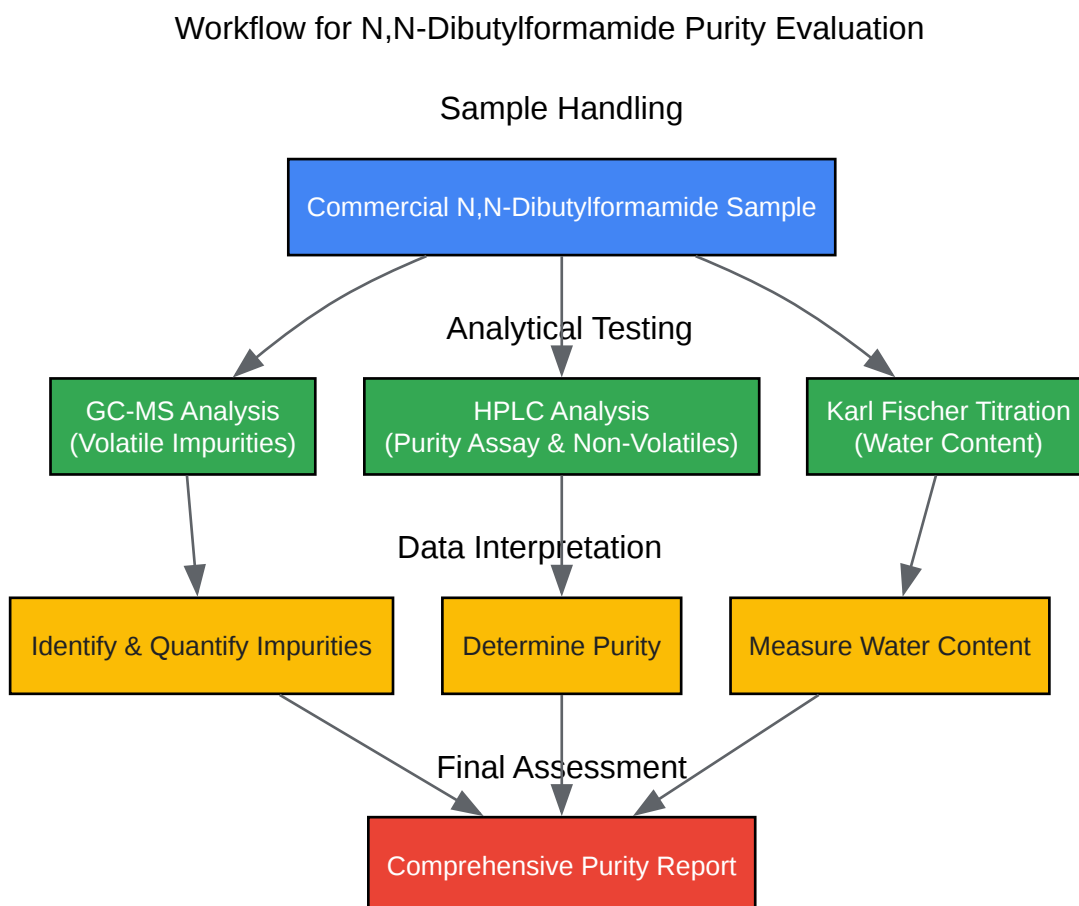 Workflow for N,N-Dibutylformamide Purity Evaluation
Sample Handling
Commercial N,N-Dibutylformamide Sample
Analytical Testing
GC-MS Analysis
(Volatile Impurities)
HPLC Analysis
(Purity Assay & Non-Volatiles)
Karl Fischer Titration
(Water Content)
Data Interpretation
Identify & Quantify Impurities
Determine Purity
Measure Water Content
Final Assessment
Comprehensive Purity Report